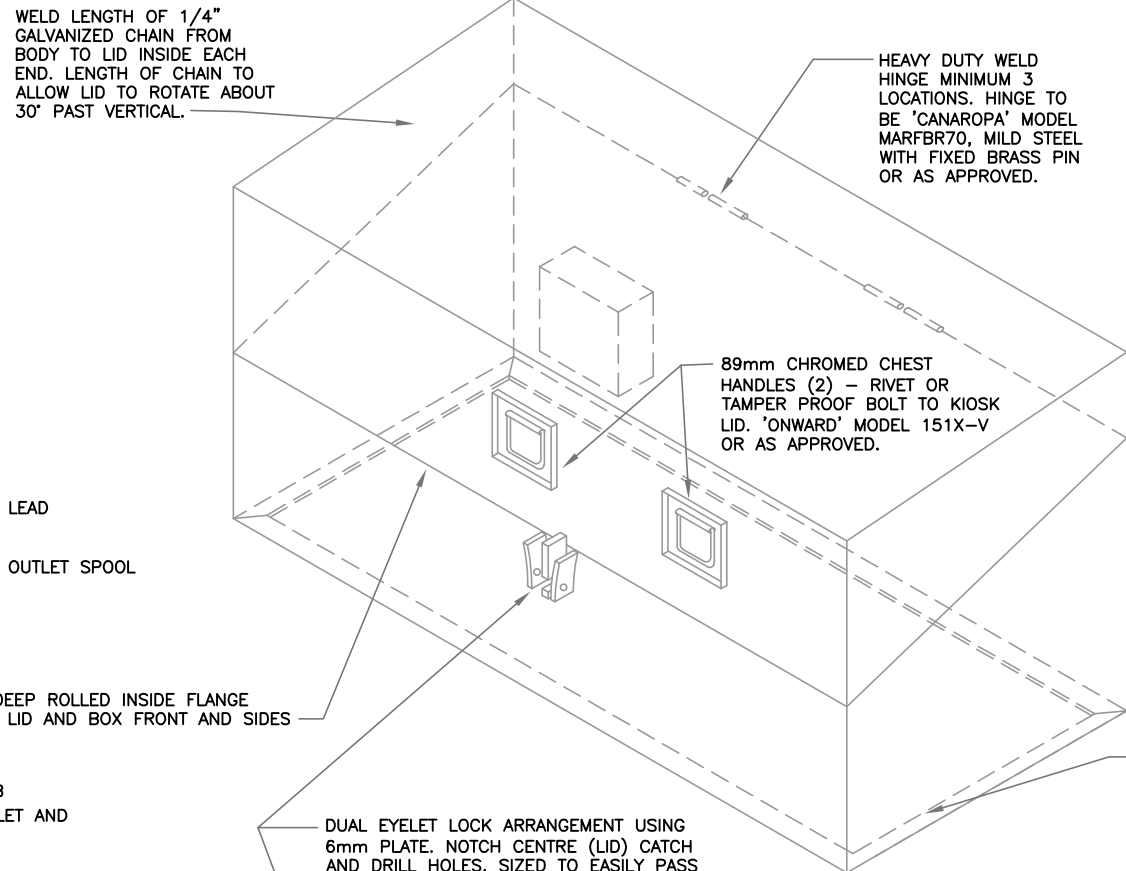 WELD LENGTH OF 1/4"
GALVANIZED CHAIN FROM
BODY TO LID INSIDE EACH
END. LENGTH OF CHAIN TO
ALLOW LID TO ROTATE ABOUT
30° PAST VERTICAL.
HEAVY DUTY WELD
HINGE MINIMUM 3
LOCATIONS. HINGE TO
BE 'CANAROPA' MODEL
MARFBR70, MILD STEEL
WITH FIXED BRASS PIN
OR AS APPROVED.
89mm CHROMED CHEST
HANDLES (2) – RIVET OR
TAMPER PROOF BOLT TO KIOSK
LID. 'ONWARD' MODEL 151X–V
OR AS APPROVED.
LEAD
OUTLET SPOOL
DEEP ROLLED INSIDE FLANGE
LID AND BOX FRONT AND SIDES
AND
DUAL EYELET LOCK ARRANGEMENT USING
6mm PLATE. NOTCH CENTRE (LID) CATCH
AND DRILL HOLES. SIZED TO EASILY PASS